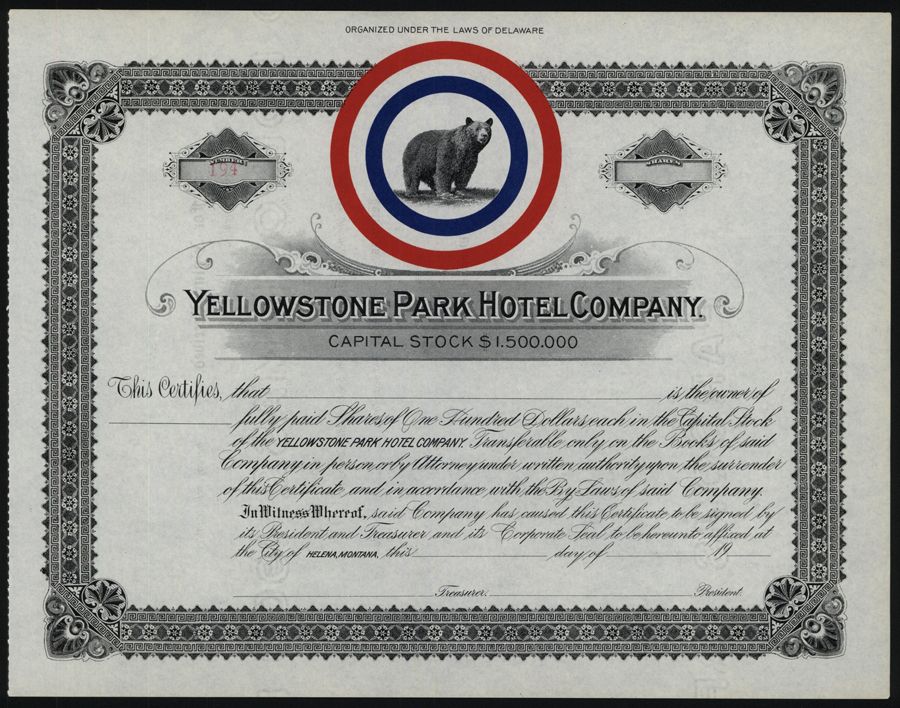 ORGANIZED UNDER THE LAWS OF DELAWARE
NUMBER
194
SHARES
YELLOWSTONE PARK HOTEL COMPANY.
CAPITAL STOCK $1.500.000
This Certifies, that is the owner of
fully paid Shares of One Hundred Dollars each in the Capital Stock
of the YELLOWSTONE PARK HOTEL COMPANY. Transferable only on the Books of said
Company in person or by Attorney under written authority upon the surrender
of this Certificate, and in accordance with the By Laws of said Company.
In Witness Whereof, said Company has caused this Certificate to be signed by
its President and Treasurer and its Corporate Seal to be hereunto affixed at
the City of HELENA, MONTANA, this day of 19
Treasurer. President.